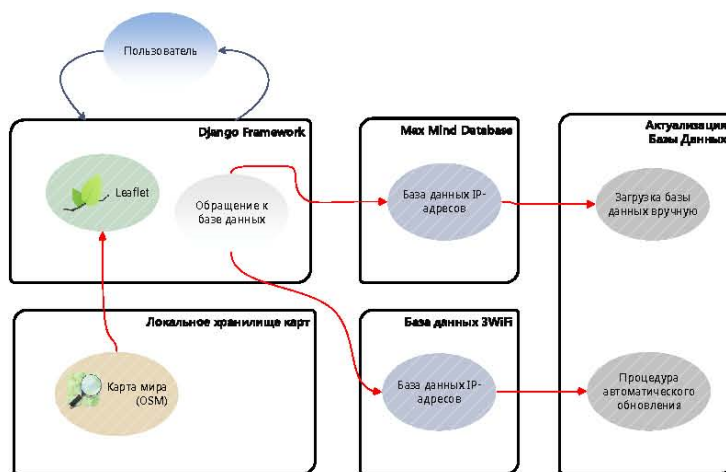 Пользователь
Django Framework
Leaflet
Обращение к
базе данных
Max Mind Database
База данных IP-
адресов
Актуализация
Базы Данных
Загрузка базы
данных вручную
Локальное хранилище карт
Карта мира
(OSM)
База данных 3WiFi
База данных IP-
адресов
Процедура
автоматического
обновления